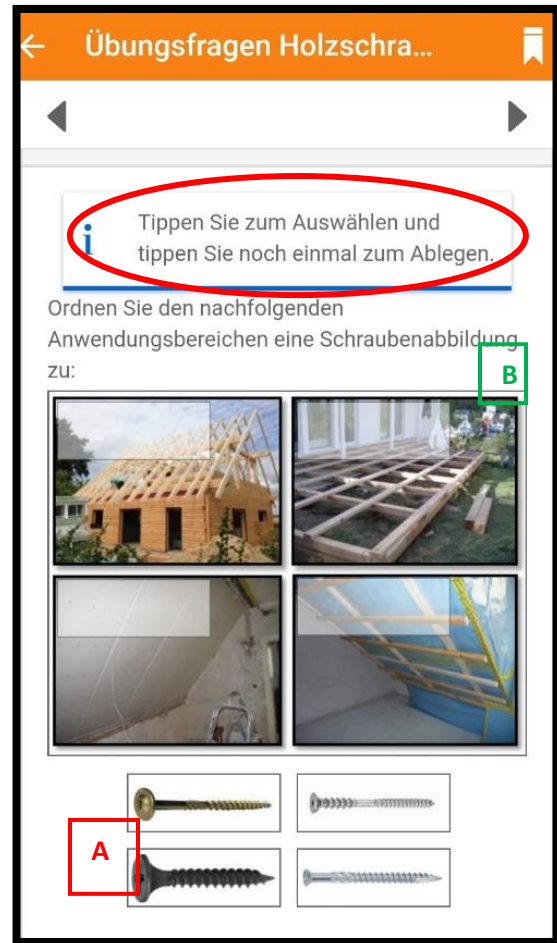 Übungsfragen Holzschra...
Tippen Sie zum Auswählen und
tippen Sie noch einmal zum Ablegen.
Ordnen Sie den nachfolgenden
Anwendungsbereichen eine Schraubenabbildung
zu:
B
A